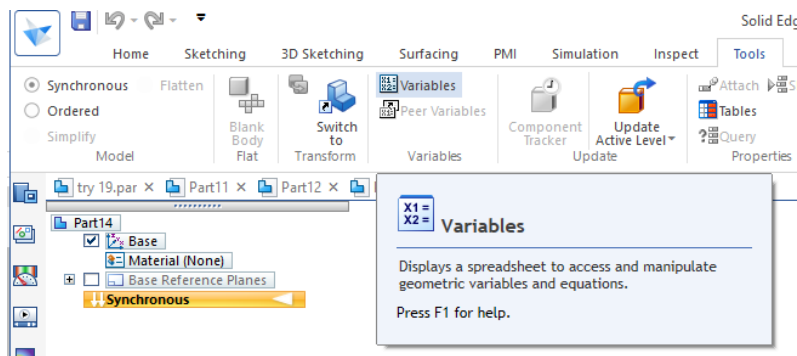 Solid Edg
Home Sketching 3D Sketching Surfacing PMI Simulation Inspect Tools
Synchronous Flatten
Ordered
Simplify
Model
Blank
Body
Flat
Switch
to
Transform
X1=
X2=
Variables
Peer Variables
Variables
Component
Tracker
Update
Active Level
Update
Attach S
Tables
Query
Properties
try 19.par × Part11 × Part12 ×
Part14
Base
Material (None)
Base Reference Planes
Synchronous
X1 =
X2 =
Variables
Displays a spreadsheet to access and manipulate
geometric variables and equations.
Press F1 for help.